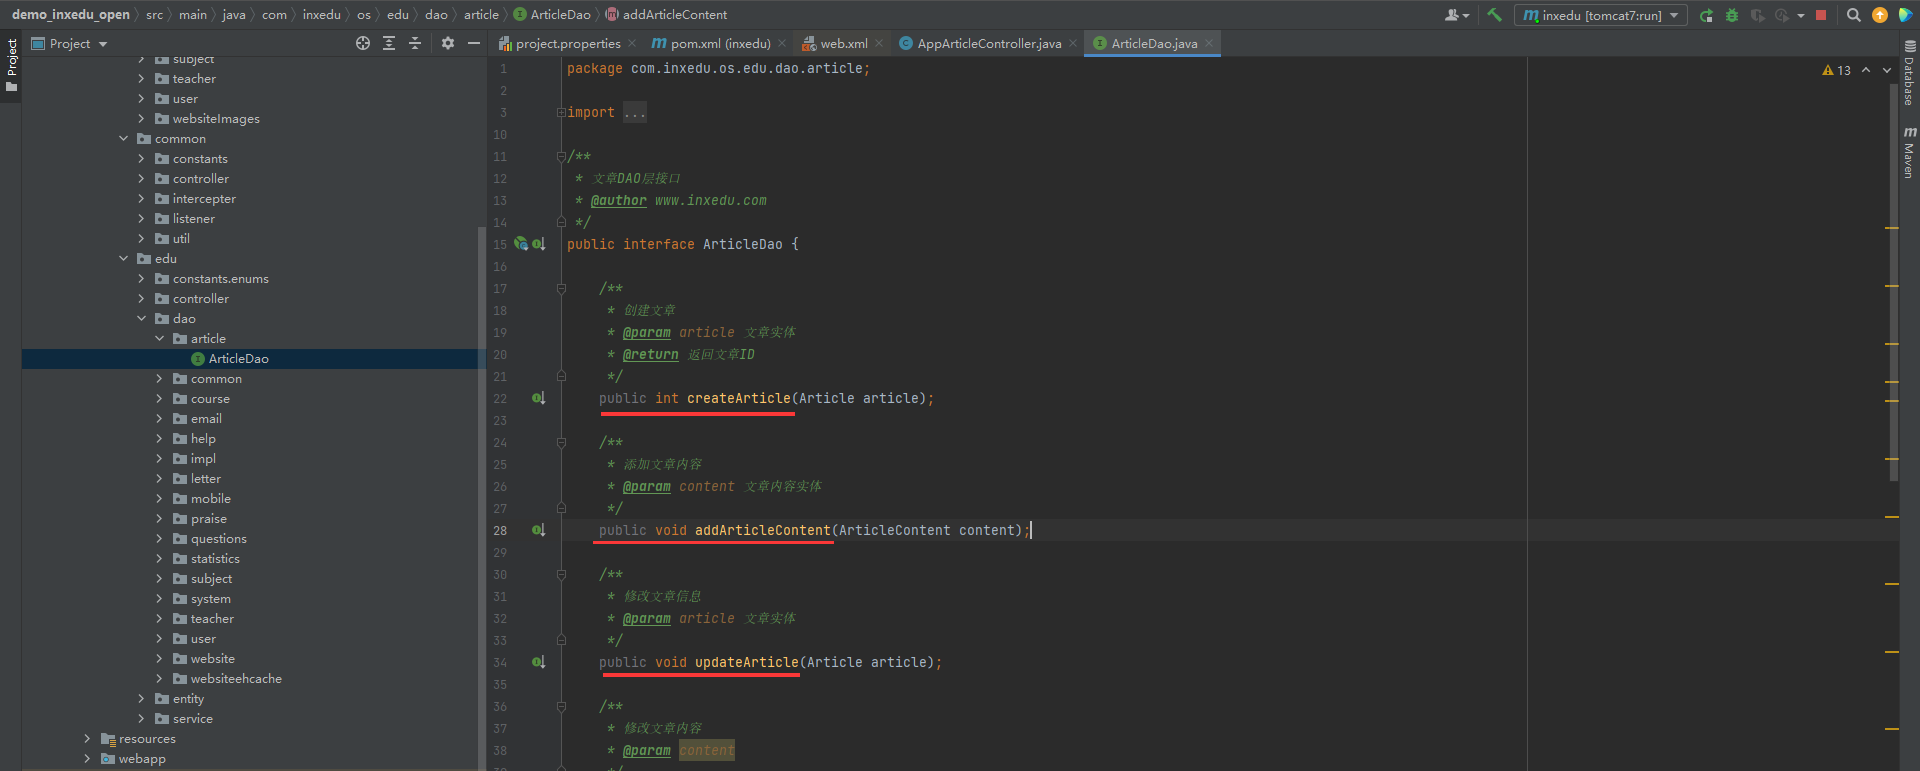 demo_inxedu_open src main java com inxedu os edu dao article ArticleDao addArticleContent
inxedu [tomcat7:run]
Project
Project
project.properties
pom.xml (inxedu)
web.xml
AppArticleController.java
ArticleDao.java
subject
teacher
user
websiteImages
common
constants
controller
intercepter
listener
util
edu
constants.enums
controller
dao
article
ArticleDao
common
course
email
help
impl
letter
mobile
praise
questions
statistics
subject
system
teacher
user
website
websiteehcache
entity
service
resources
webapp
1 package com.inxedu.os.edu.dao.article;
2
3 import ...
10
11 /**
12 * 文章DAO层接口
13 * @author www.inxedu.com
14 */
15 public interface ArticleDao {
16
17 /**
18 * 创建文章
19 * @param article 文章实体
20 * @return 返回文章ID
21 */
22 public int createArticle(Article article);
23
24 /**
25 * 添加文章内容
26 * @param content 文章内容实体
27 */
28 public void addArticleContent(ArticleContent content);
29
30 /**
31 * 修改文章信息
32 * @param article 文章实体
33 */
34 public void updateArticle(Article article);
35
36 /**
37 * 修改文章内容
38 * @param content
13
Database
Maven